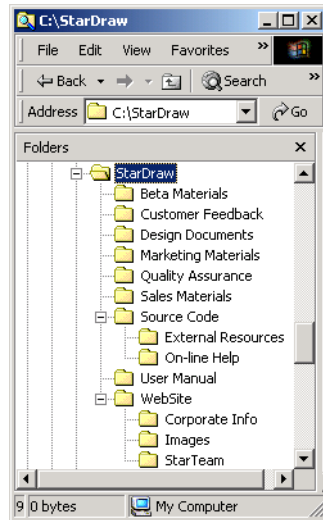 C:\StarDraw
File Edit View Favorites »
Back Search »
Address C:\StarDraw Go
Folders
StarDraw
Beta Materials
Customer Feedback
Design Documents
Marketing Materials
Quality Assurance
Sales Materials
Source Code
External Resources
On-line Help
User Manual
WebSite
Corporate Info
Images
StarTeam
9 0 bytes My Computer